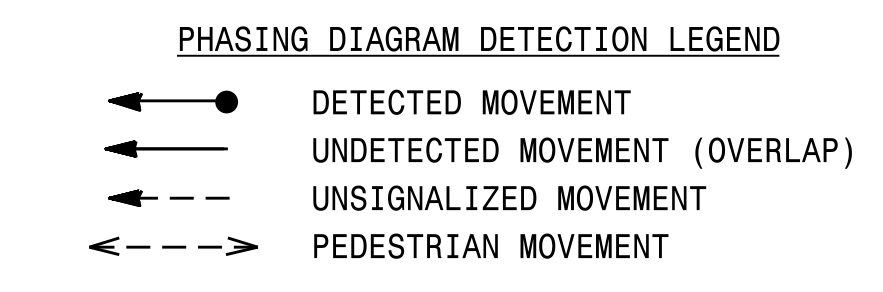 PHASING DIAGRAM DETECTION LEGEND
DETECTED MOVEMENT
UNDETECTED MOVEMENT (OVERLAP)
UNSIGNALIZED MOVEMENT
PEDESTRIAN MOVEMENT